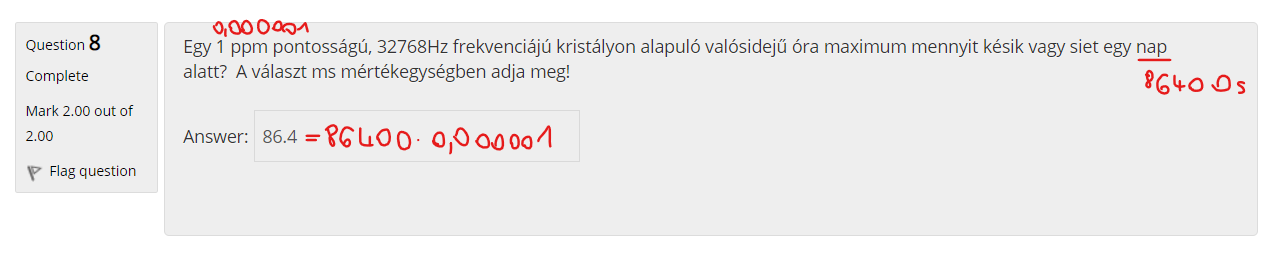 Question 8
Complete
Mark 2.00 out of
2.00
Flag question
0,000001
Egy 1 ppm pontosságú, 32768Hz frekvenciájú kristályon alapuló valósidejű óra maximum mennyit késik vagy siet egy nap
alatt? A választ ms mértékegységben adja meg!
86400s
Answer: 86.4 = 86400 · 0,000001